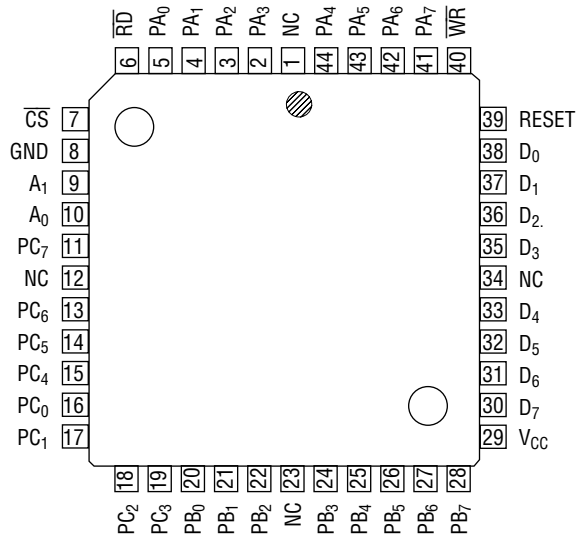 R̅D̅ PA₀ PA₁ PA₂ PA₃ NC PA₄ PA₅ PA₆ PA₇ W̅R̅
6 5 4 3 2 1 44 43 42 41 40
C̅S̅ 7 39 RESET
GND 8 38 D₀
A₁ 9 37 D₁
A₀ 10 36 D₂.
PC₇ 11 35 D₃
NC 12 34 NC
PC₆ 13 33 D₄
PC₅ 14 32 D₅
PC₄ 15 31 D₆
PC₀ 16 30 D₇
PC₁ 17 29 V_CC
18 19 20 21 22 23 24 25 26 27 28
PC₂ PC₃ PB₀ PB₁ PB₂ NC PB₃ PB₄ PB₅ PB₆ PB₇